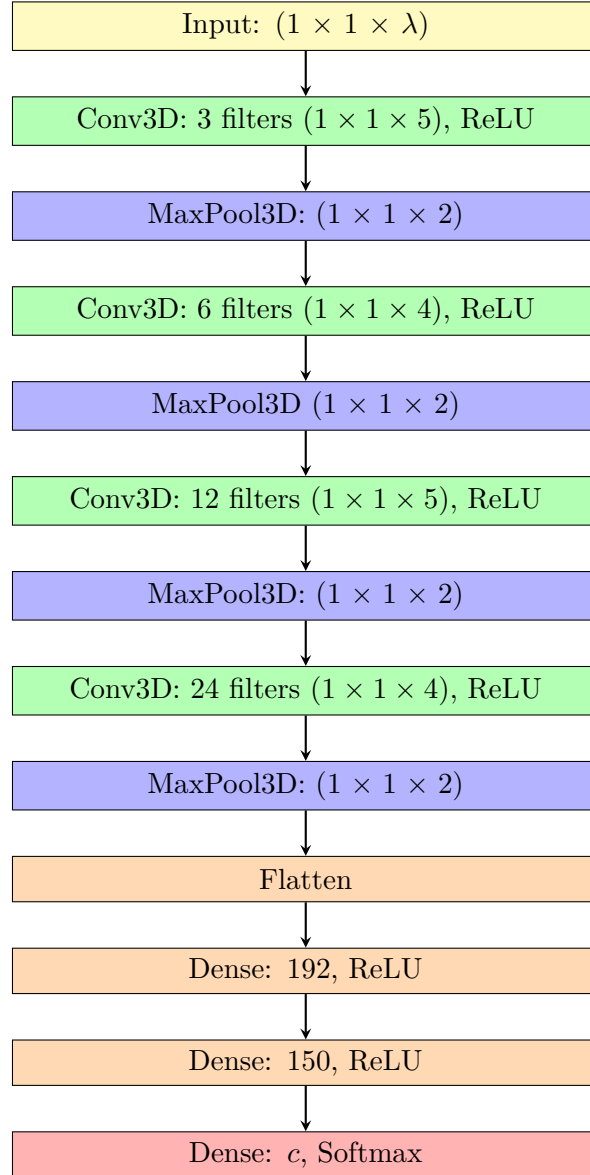 Input: (1 × 1 × λ)
Conv3D: 3 filters (1 × 1 × 5), ReLU
MaxPool3D: (1 × 1 × 2)
Conv3D: 6 filters (1 × 1 × 4), ReLU
MaxPool3D (1 × 1 × 2)
Conv3D: 12 filters (1 × 1 × 5), ReLU
MaxPool3D: (1 × 1 × 2)
Conv3D: 24 filters (1 × 1 × 4), ReLU
MaxPool3D: (1 × 1 × 2)
Flatten
Dense: 192, ReLU
Dense: 150, ReLU
Dense: c, Softmax